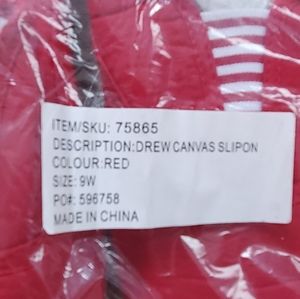 ITEM/SKU: 75865
DESCRIPTION:DREW CANVAS SLIPON
COLOUR:RED
SIZE: 9W
PO#: 596758
MADE IN CHINA